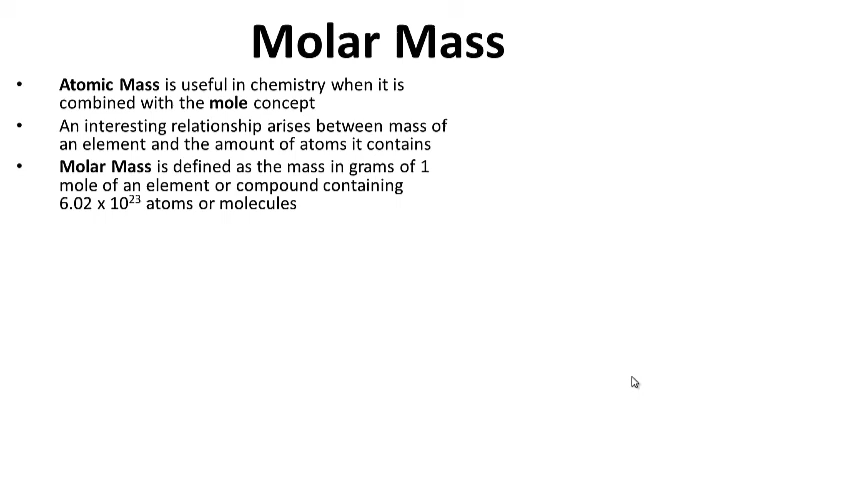 Molar Mass
• Atomic Mass is useful in chemistry when it is
combined with the mole concept
• An interesting relationship arises between mass of
an element and the amount of atoms it contains
• Molar Mass is defined as the mass in grams of 1
mole of an element or compound containing
6.02 x 10²³ atoms or molecules